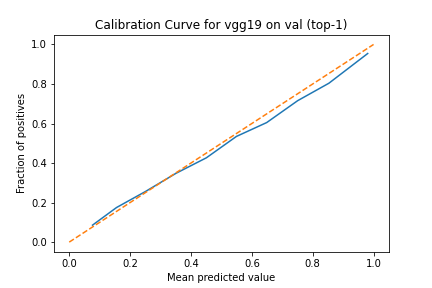 Calibration Curve for vgg19 on val (top-1)
1.0
0.8
0.6
0.4
0.2
0.0
Fraction of positives
0.0 0.2 0.4 0.6 0.8 1.0
Mean predicted value